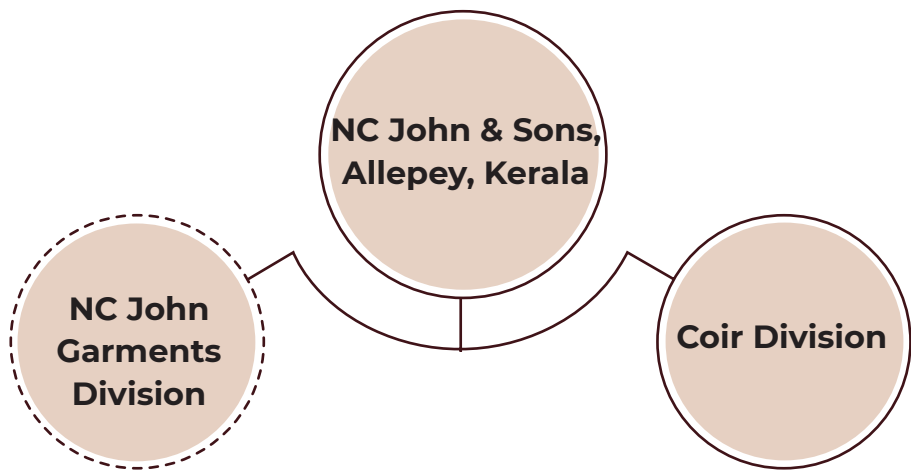 NC John & Sons,
Allepey, Kerala
NC John
Garments
Division
Coir Division